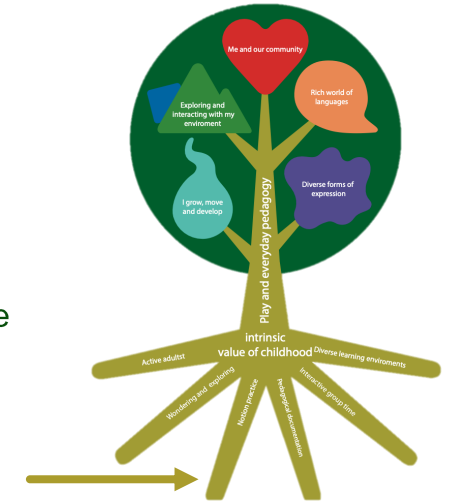 Me and our community
Exploring and
interacting with my
enviroment
Rich world of
languages
I grow, move
and develop
Diverse forms of
expression
Play and everyday pedagogy
intrinsic
value of childhood
Active adultst
Wondering and exploring
Notion practice
Pedagogical documentation
Interactive group time
Diverse learning enviroments
e